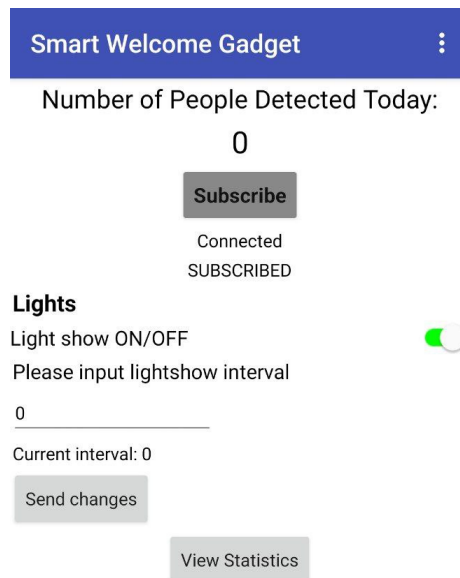 Smart Welcome Gadget
Number of People Detected Today:
0
Subscribe
Connected
SUBSCRIBED
Lights
Light show ON/OFF
Please input lightshow interval
0
Current interval: 0
Send changes
View Statistics